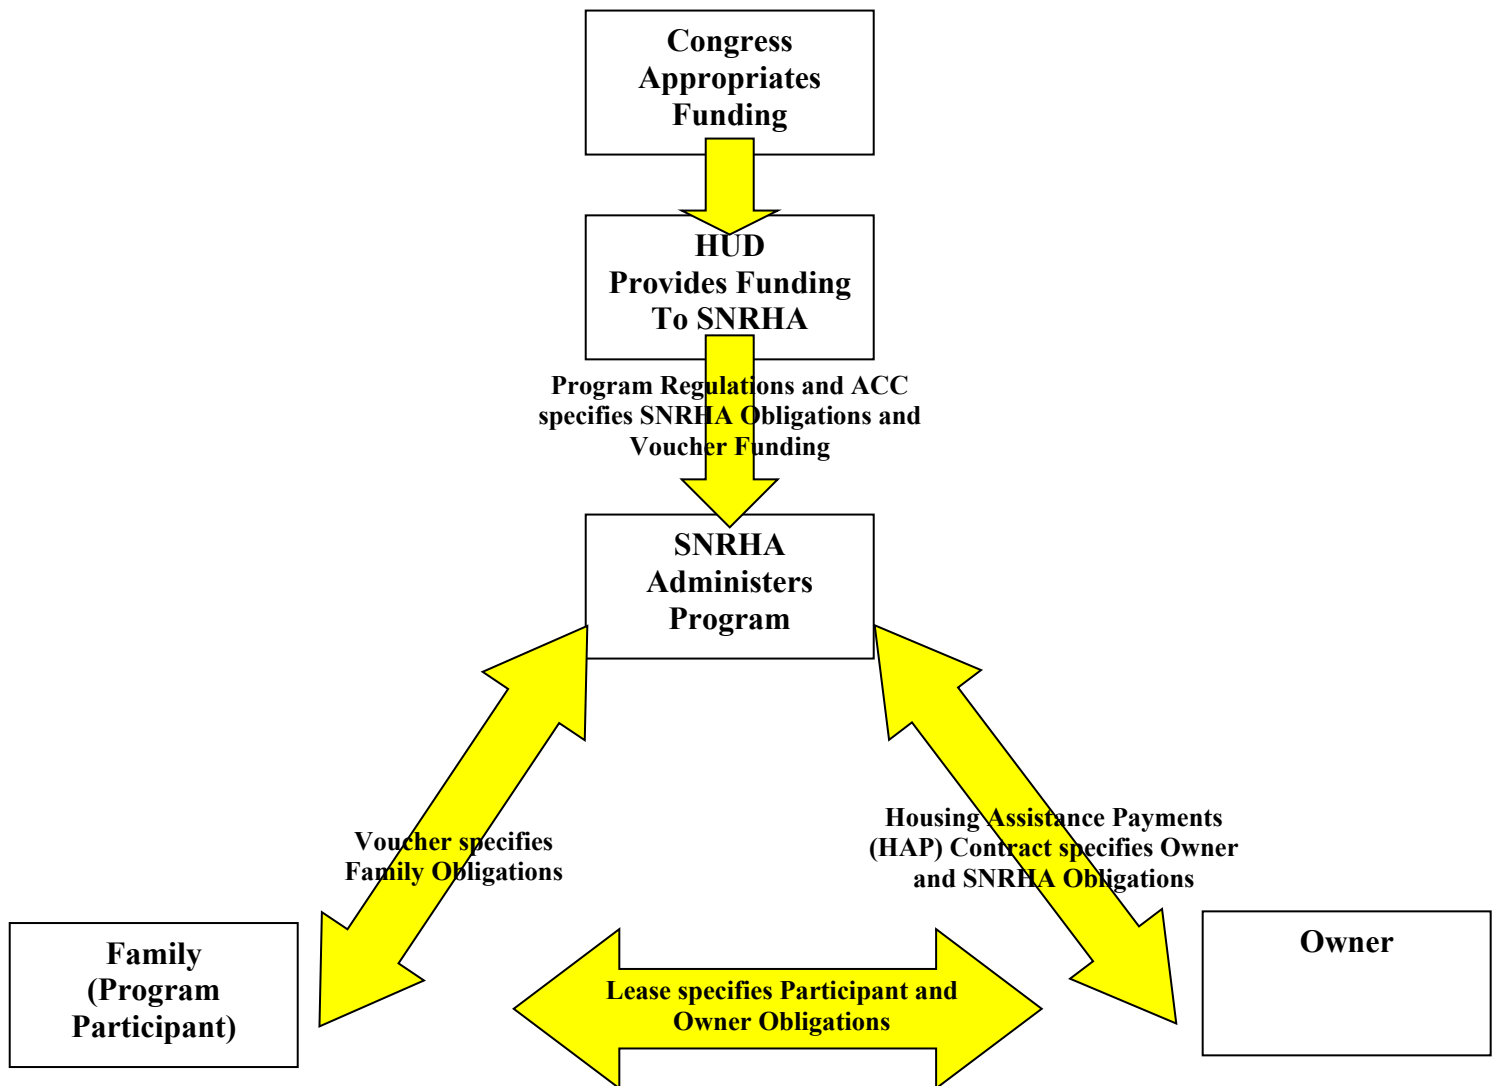 Congress
Appropriates
Funding
HUD
Provides Funding
To SNRHA
Program Regulations and ACC
specifies SNRHA Obligations and
Voucher Funding
SNRHA
Administers
Program
Voucher specifies
Family Obligations
Housing Assistance Payments
(HAP) Contract specifies Owner
and SNRHA Obligations
Family
(Program
Participant)
Lease specifies Participant and
Owner Obligations
Owner